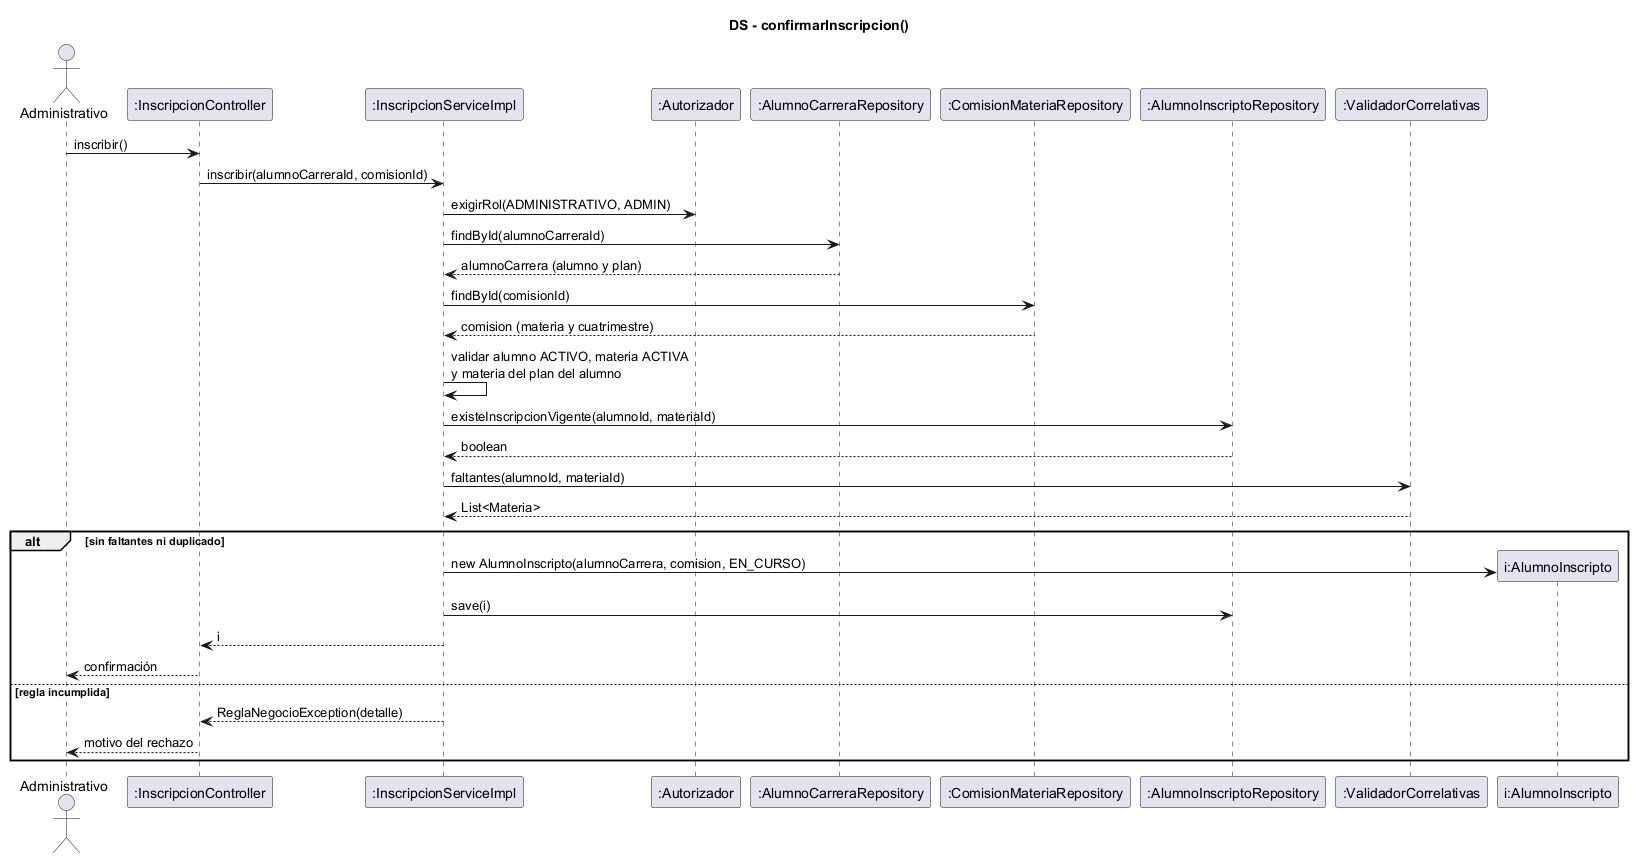 DS - confirmarInscripcion()
Administrativo
:InscripcionController
:InscripcionServiceImpl
:Autorizador
:AlumnoCarreraRepository
:ComisionMateriaRepository
:AlumnoInscriptoRepository
:ValidadorCorrelativas
inscribir()
inscribir(alumnoCarreraId, comisionId)
exigirRol(ADMINISTRATIVO, ADMIN)
findById(alumnoCarreraId)
alumnoCarrera (alumno y plan)
findById(comisionId)
comision (materia y cuatrimestre)
validar alumno ACTIVO, materia ACTIVA
y materia del plan del alumno
existeInscripcionVigente(alumnoId, materiaId)
boolean
faltantes(alumnoId, materiaId)
List<Materia>
alt
[sin faltantes ni duplicado]
new AlumnoInscripto(alumnoCarrera, comision, EN_CURSO)
i:AlumnoInscripto
save(i)
i
confirmación
[regla incumplida]
ReglaNegocioException(detalle)
motivo del rechazo
Administrativo
:InscripcionController
:InscripcionServiceImpl
:Autorizador
:AlumnoCarreraRepository
:ComisionMateriaRepository
:AlumnoInscriptoRepository
:ValidadorCorrelativas
i:AlumnoInscripto